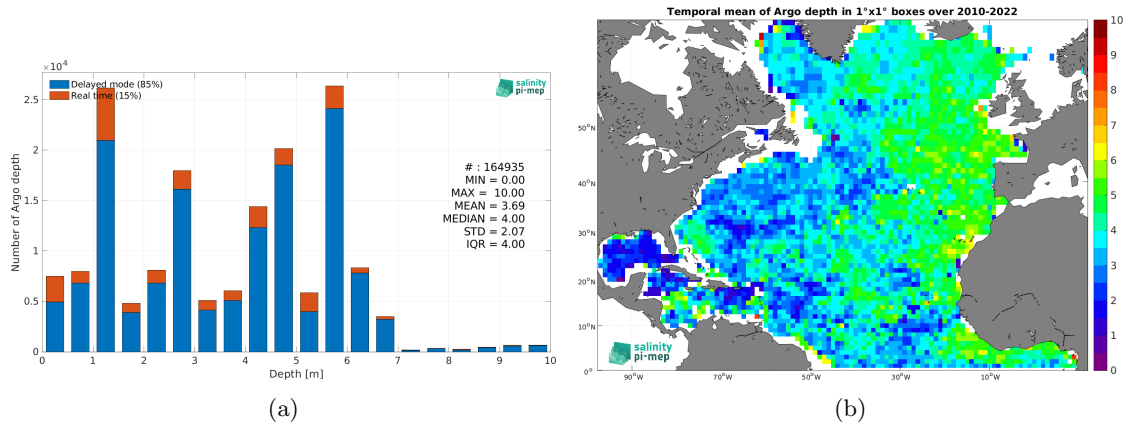 ×10⁴
Delayed mode (85%)
Real time (15%)
salinity
pi-mep
# : 164935
MIN = 0.00
MAX = 10.00
MEAN = 3.69
MEDIAN = 4.00
STD = 2.07
IQR = 4.00
Number of Argo depth
2.5
2
1.5
1
0.5
0
0 1 2 3 4 5 6 7 8 9 10
Depth [m]
(a)
Temporal mean of Argo depth in 1°x1° boxes over 2010-2022
50°N
40°N
30°N
20°N
10°N
0°
90°W 70°W 50°W 30°W 10°W
salinity
pi-mep
10
9
8
7
6
5
4
3
2
1
0
(b)